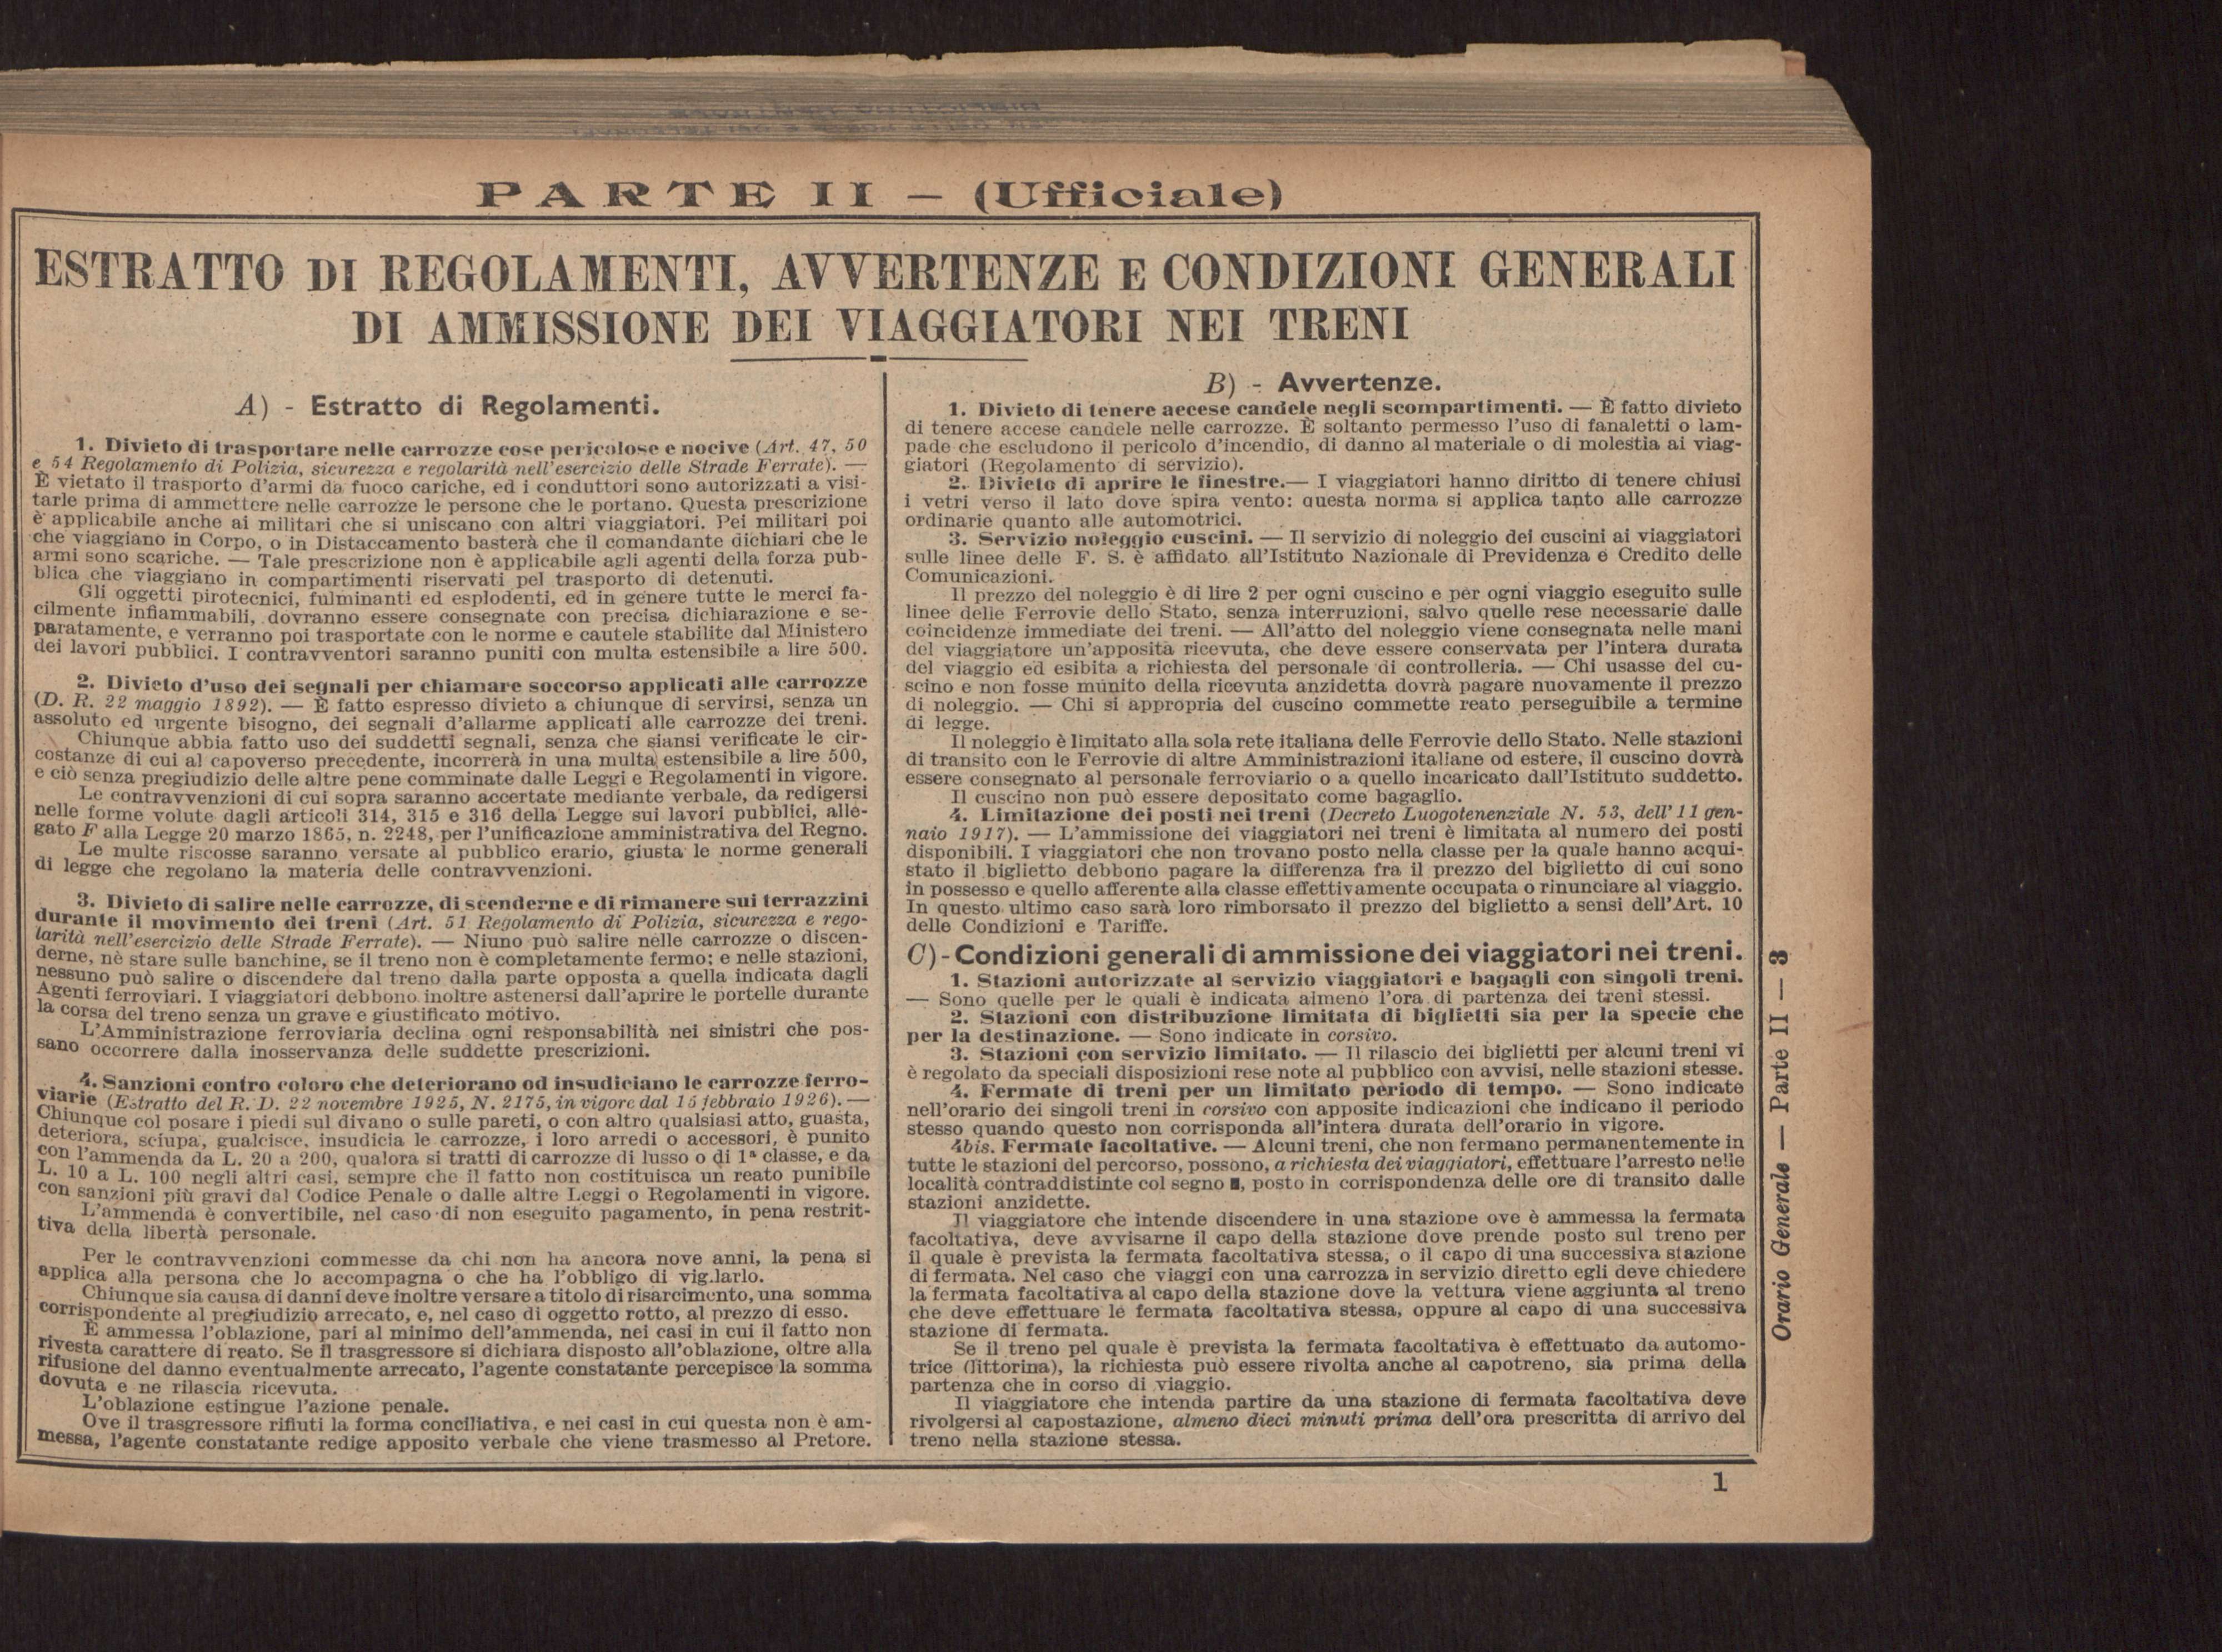 PARTE II — (Ufficiale)
ESTRATTO DI REGOLAMENTI, AVVERTENZE E CONDIZIONI GENERALI
DI AMMISSIONE DEI VIAGGIATORI NEI TRENI
A) - Estratto di Regolamenti.
1. Divieto di trasportare nelle carrozze cose pericolose e nocive (Art. 47, 50
e 54 Regolamento di Polizia, sicurezza e regolarità nell'esercizio delle Strade Ferrate). —
È vietato il trasporto d'armi da fuoco cariche, ed i conduttori sono autorizzati a visi-
tarle prima di ammettere nelle carrozze le persone che le portano. Questa prescrizione
è applicabile anche ai militari che si uniscano con altri viaggiatori. Pei militari poi
che viaggiano in Corpo, o in Distaccamento basterà che il comandante dichiari che le
armi sono scariche. — Tale prescrizione non è applicabile agli agenti della forza pub-
blica che viaggiano in compartimenti riservati pel trasporto di detenuti.
Gli oggetti pirotecnici, fulminanti ed esplodenti, ed in genere tutte le merci fa-
cilmente infiammabili, dovranno essere consegnate con precisa dichiarazione e se-
paratamente, e verranno poi trasportate con le norme e cautele stabilite dal Ministero
dei lavori pubblici. I contravventori saranno puniti con multa estensibile a lire 500.
2. Divieto d'uso dei segnali per chiamare soccorso applicati alle carrozze
(D. R. 22 maggio 1892). — È fatto espresso divieto a chiunque di servirsi, senza un
assoluto ed urgente bisogno, dei segnali d'allarme applicati alle carrozze dei treni.
Chiunque abbia fatto uso dei suddetti segnali, senza che siansi verificate le cir-
costanze di cui al capoverso precedente, incorrerà in una multa estensibile a lire 500,
e ciò senza pregiudizio delle altre pene comminate dalle Leggi e Regolamenti in vigore.
Le contravvenzioni di cui sopra saranno accertate mediante verbale, da redigersi
nelle forme volute dagli articoli 314, 315 e 316 della Legge sui lavori pubblici, alle-
gato F alla Legge 20 marzo 1865, n. 2248, per l'unificazione amministrativa del Regno.
Le multe riscosse saranno versate al pubblico erario, giusta le norme generali
di legge che regolano la materia delle contravvenzioni.
3. Divieto di salire nelle carrozze, di scenderne e di rimanere sui terrazzini
durante il movimento dei treni (Art. 51 Regolamento di Polizia, sicurezza e rego-
larità nell'esercizio delle Strade Ferrate). — Niuno può salire nelle carrozze o discen-
derne, nè stare sulle banchine, se il treno non è completamente fermo; e nelle stazioni,
nessuno può salire o discendere dal treno dalla parte opposta a quella indicata dagli
Agenti ferroviari. I viaggiatori debbono inoltre astenersi dall'aprire le portelle durante
la corsa del treno senza un grave e giustificato motivo.
L'Amministrazione ferroviaria declina ogni responsabilità nei sinistri che pos-
sano occorrere dalla inosservanza delle suddette prescrizioni.
4. Sanzioni contro coloro che deteriorano od insudiciano le carrozze ferro-
viarie (Estratto del R. D. 22 novembre 1925, N. 2175, in vigore dal 15 febbraio 1926). —
Chiunque col posare i piedi sul divano o sulle pareti, o con altro qualsiasi atto, guasta,
deteriora, sciupa, gualcisce, insudicia le carrozze, i loro arredi o accessori, è punito
con l'ammenda da L. 20 a 200, qualora si tratti di carrozze di lusso o di 1ª classe, e da
L. 10 a L. 100 negli altri casi, sempre che il fatto non costituisca un reato punibile
con sanzioni più gravi dal Codice Penale o dalle altre Leggi o Regolamenti in vigore.
L'ammenda è convertibile, nel caso di non eseguito pagamento, in pena restrit-
tiva della libertà personale.
Per le contravvenzioni commesse da chi non ha ancora nove anni, la pena si
applica alla persona che lo accompagna o che ha l'obbligo di vig.larlo.
Chiunque sia causa di danni deve inoltre versare a titolo di risarcimento, una somma
corrispondente al pregiudizio arrecato, e, nel caso di oggetto rotto, al prezzo di esso.
È ammessa l'oblazione, pari al minimo dell'ammenda, nei casi in cui il fatto non
rivesta carattere di reato. Se il trasgressore si dichiara disposto all'oblazione, oltre alla
rifusione del danno eventualmente arrecato, l'agente constatante percepisce la somma
dovuta e ne rilascia ricevuta.
L'oblazione estingue l'azione penale.
Ove il trasgressore rifiuti la forma conciliativa, e nei casi in cui questa non è am-
messa, l'agente constatante redige apposito verbale che viene trasmesso al Pretore.
B) - Avvertenze.
1. Divieto di tenere accese candele negli scompartimenti. — È fatto divieto
di tenere accese candele nelle carrozze. È soltanto permesso l'uso di fanaletti o lam-
pade che escludono il pericolo d'incendio, di danno al materiale o di molestia ai viag-
giatori (Regolamento di servizio).
2. Divieto di aprire le finestre.— I viaggiatori hanno diritto di tenere chiusi
i vetri verso il lato dove spira vento: questa norma si applica tanto alle carrozze
ordinarie quanto alle automotrici.
3. Servizio noleggio cuscini. — Il servizio di noleggio dei cuscini ai viaggiatori
sulle linee delle F. S. è affidato all'Istituto Nazionale di Previdenza e Credito delle
Comunicazioni.
Il prezzo del noleggio è di lire 2 per ogni cuscino e per ogni viaggio eseguito sulle
linee delle Ferrovie dello Stato, senza interruzioni, salvo quelle rese necessarie dalle
coincidenze immediate dei treni. — All'atto del noleggio viene consegnata nelle mani
del viaggiatore un'apposita ricevuta, che deve essere conservata per l'intera durata
del viaggio ed esibita a richiesta del personale di controlleria. — Chi usasse del cu-
scino e non fosse munito della ricevuta anzidetta dovrà pagare nuovamente il prezzo
di noleggio. — Chi si appropria del cuscino commette reato perseguibile a termine
di legge.
Il noleggio è limitato alla sola rete italiana delle Ferrovie dello Stato. Nelle stazioni
di transito con le Ferrovie di altre Amministrazioni italiane od estere, il cuscino dovrà
essere consegnato al personale ferroviario o a quello incaricato dall'Istituto suddetto.
Il cuscino non può essere depositato come bagaglio.
4. Limitazione dei posti nei treni (Decreto Luogotenenziale N. 53, dell'11 gen-
naio 1917). — L'ammissione dei viaggiatori nei treni è limitata al numero dei posti
disponibili. I viaggiatori che non trovano posto nella classe per la quale hanno acqui-
stato il biglietto debbono pagare la differenza fra il prezzo del biglietto di cui sono
in possesso e quello afferente alla classe effettivamente occupata o rinunciare al viaggio.
In questo ultimo caso sarà loro rimborsato il prezzo del biglietto a sensi dell'Art. 10
delle Condizioni e Tariffe.
C) - Condizioni generali di ammissione dei viaggiatori nei treni.
1. Stazioni autorizzate al servizio viaggiatori e bagagli con singoli treni.
— Sono quelle per le quali è indicata almeno l'ora di partenza dei treni stessi.
2. Stazioni con distribuzione limitata di biglietti sia per la specie che
per la destinazione. — Sono indicate in corsivo.
3. Stazioni con servizio limitato. — Il rilascio dei biglietti per alcuni treni vi
è regolato da speciali disposizioni rese note al pubblico con avvisi, nelle stazioni stesse.
4. Fermate di treni per un limitato periodo di tempo. — Sono indicate
nell'orario dei singoli treni in corsivo con apposite indicazioni che indicano il periodo
stesso quando questo non corrisponda all'intera durata dell'orario in vigore.
4bis. Fermate facoltative. — Alcuni treni, che non fermano permanentemente in
tutte le stazioni del percorso, possono, a richiesta dei viaggiatori, effettuare l'arresto nelle
località contraddistinte col segno ■, posto in corrispondenza delle ore di transito dalle
stazioni anzidette.
Il viaggiatore che intende discendere in una stazione ove è ammessa la fermata
facoltativa, deve avvisarne il capo della stazione dove prende posto sul treno per
il quale è prevista la fermata facoltativa stessa, o il capo di una successiva stazione
di fermata. Nel caso che viaggi con una carrozza in servizio diretto egli deve chiedere
la fermata facoltativa al capo della stazione dove la vettura viene aggiunta al treno
che deve effettuare le fermata facoltativa stessa, oppure al capo di una successiva
stazione di fermata.
Se il treno pel quale è prevista la fermata facoltativa è effettuato da automo-
trice (littorina), la richiesta può essere rivolta anche al capotreno, sia prima della
partenza che in corso di viaggio.
Il viaggiatore che intenda partire da una stazione di fermata facoltativa deve
rivolgersi al capostazione, almeno dieci minuti prima dell'ora prescritta di arrivo del
treno nella stazione stessa.
Orario Generale — Parte II — 3
1